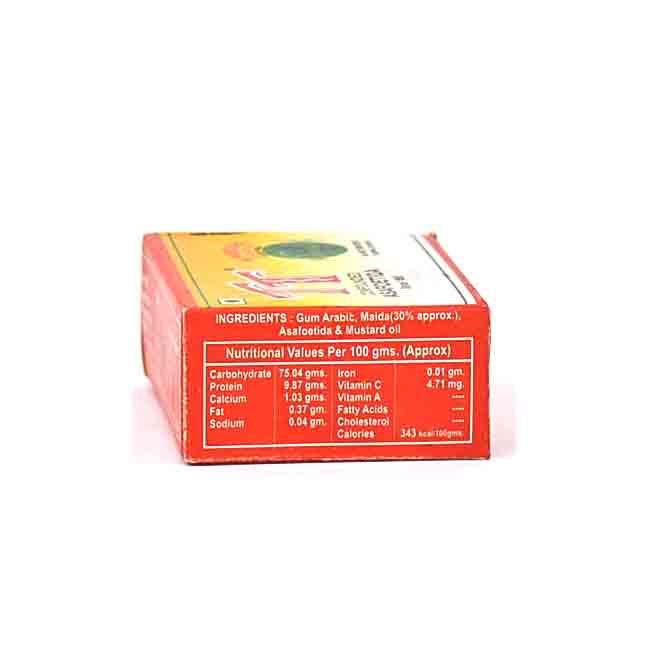 ASAFOETIDA
INGREDIENTS : Gum Arabic, Maida(30% approx.),
Asafoetida & Mustard oil
Nutritional Values Per 100 gms. (Approx)
Carbohydrate 75.04 gms.
Protein 9.87 gms.
Calcium 1.03 gms.
Fat 0.37 gm.
Sodium 0.04 gm.
Iron 0.01 gm.
Vitamin C 4.71 mg.
Vitamin A ----
Fatty Acids ----
Cholesterol ----
Calories 343 kcal/100gms.